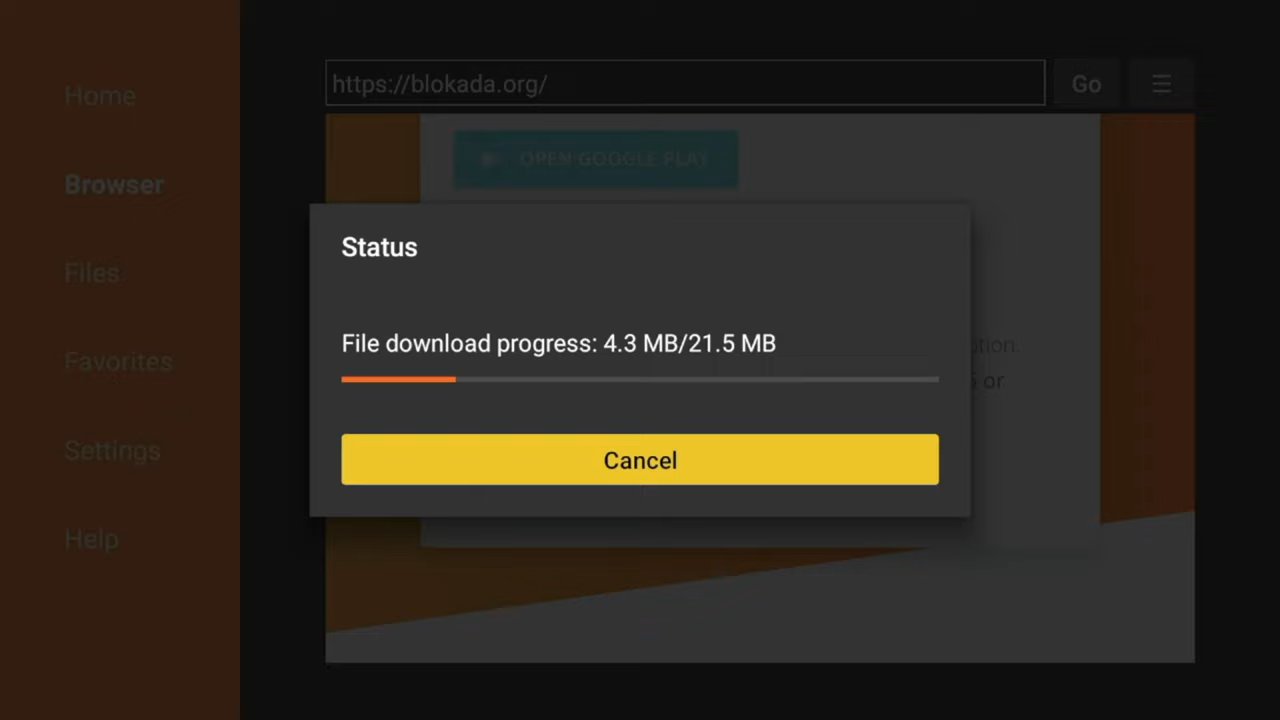 Home
Browser
Files
Favorites
Settings
Help
https://blokada.org/
Go
☰
OPEN GOOGLE PLAY
Status
File download progress: 4.3 MB/21.5 MB
Cancel
or